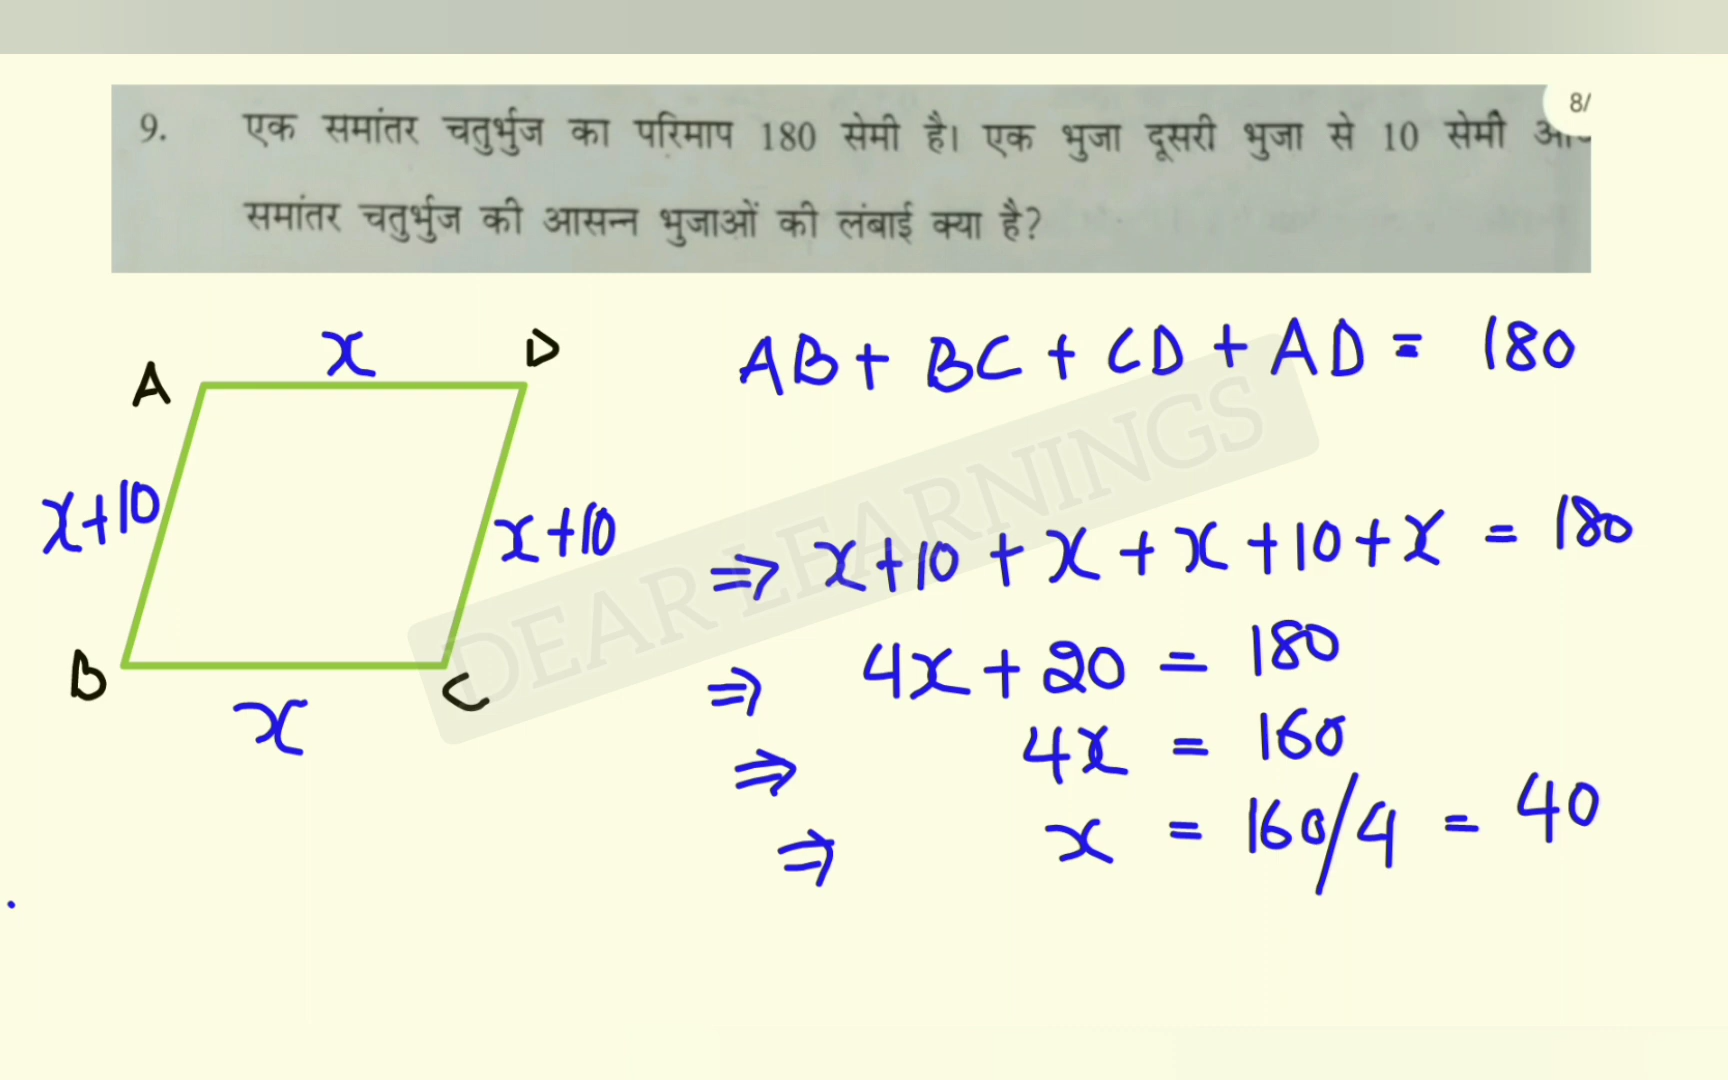 8/
9. एक समांतर चतुर्भुज का परिमाप 180 सेमी है। एक भुजा दूसरी भुजा से 10 सेमी
समांतर चतुर्भुज की आसन्न भुजाओं की लंबाई क्या है?
x
A
D
AB + BC + CD + AD = 180
x+10
x+10
⇒ x+10 + x + x +10+x = 180
B
C
x
⇒ 4x + 20 = 180
⇒ 4x = 160
⇒ x = 160/4 = 40
DEAR LEARNINGS